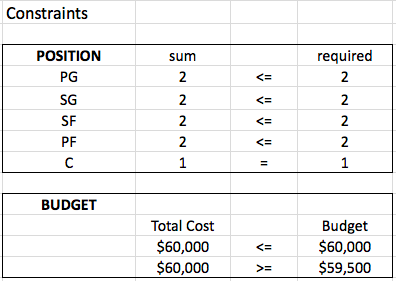 Constraints
POSITION sum required
PG 2 <= 2
SG 2 <= 2
SF 2 <= 2
PF 2 <= 2
C 1 = 1
BUDGET
Total Cost Budget
$60,000 <= $60,000
$60,000 >= $59,500